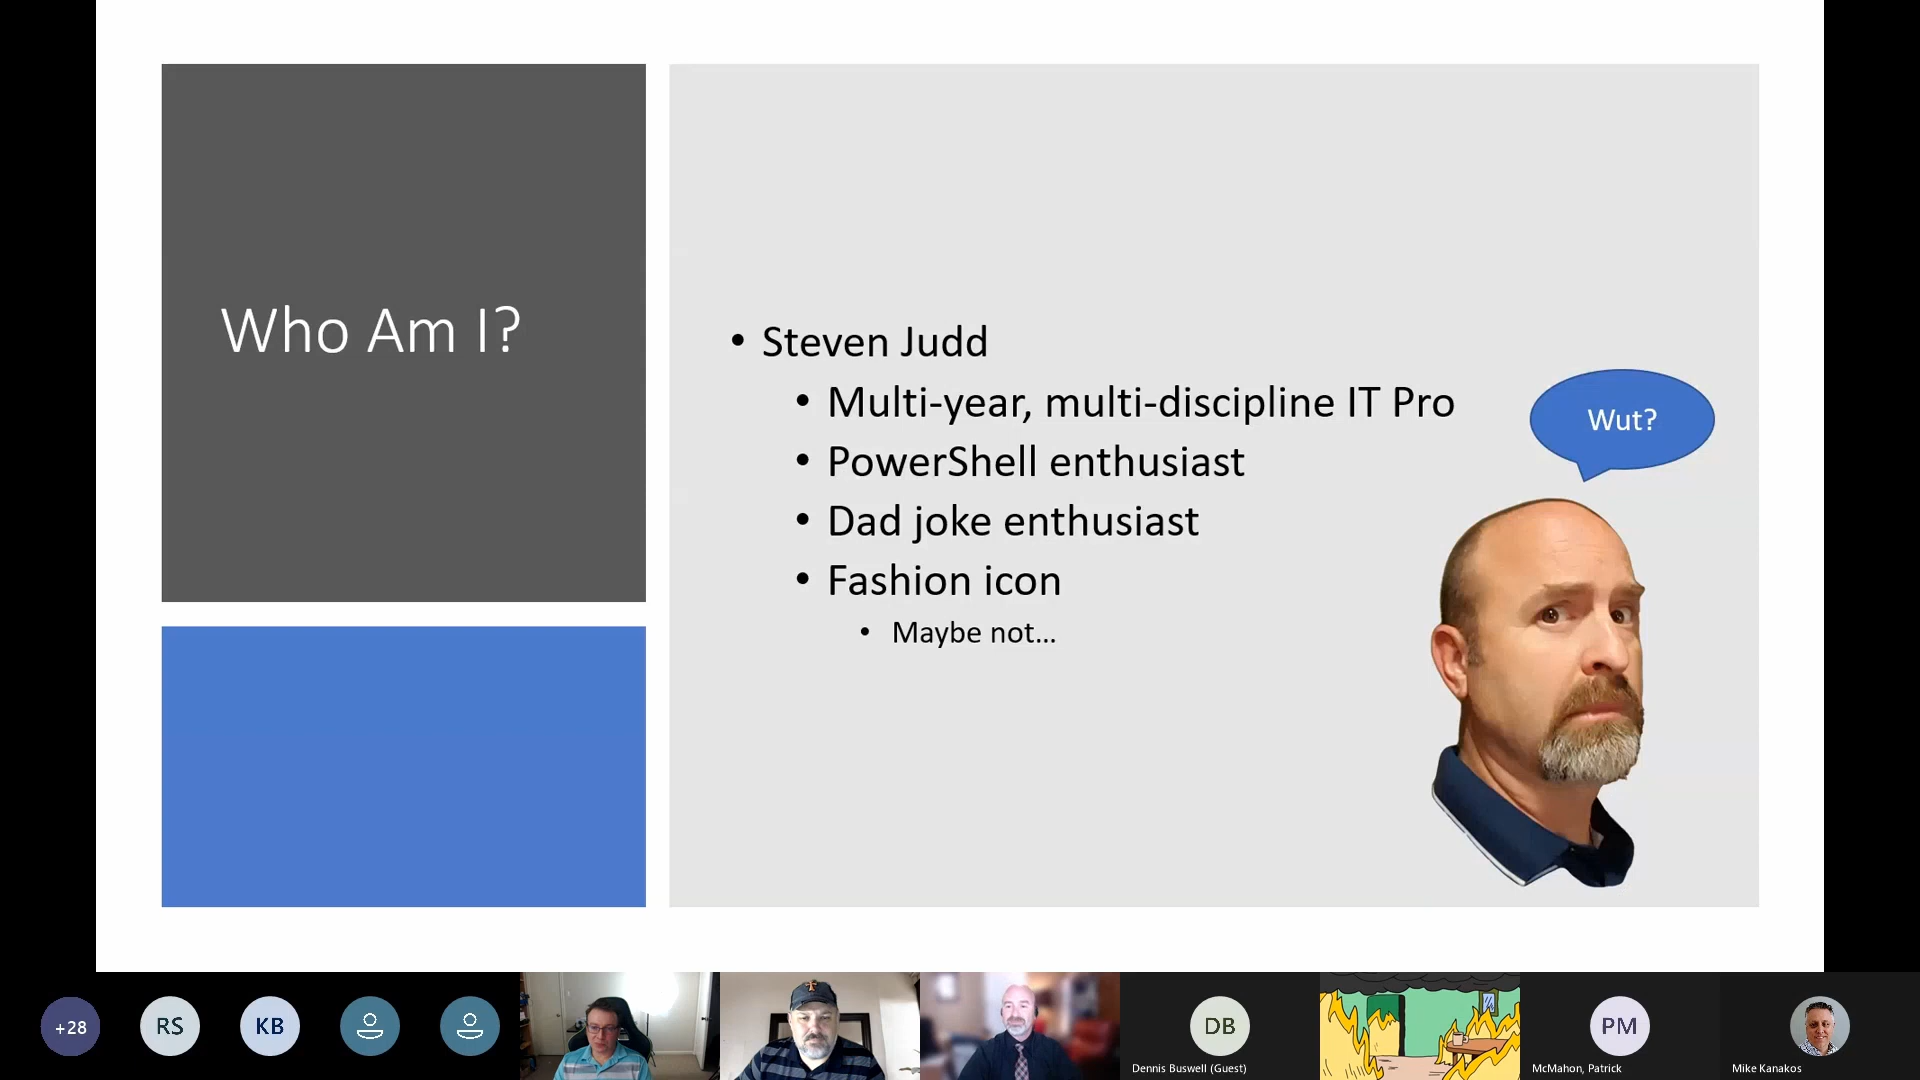 Who Am I?
• Steven Judd
• Multi-year, multi-discipline IT Pro
• PowerShell enthusiast
• Dad joke enthusiast
• Fashion icon
• Maybe not...
Wut?
+28
RS
KB
DB
Dennis Buswell (Guest)
PM
McMahon, Patrick
Mike Kanakos